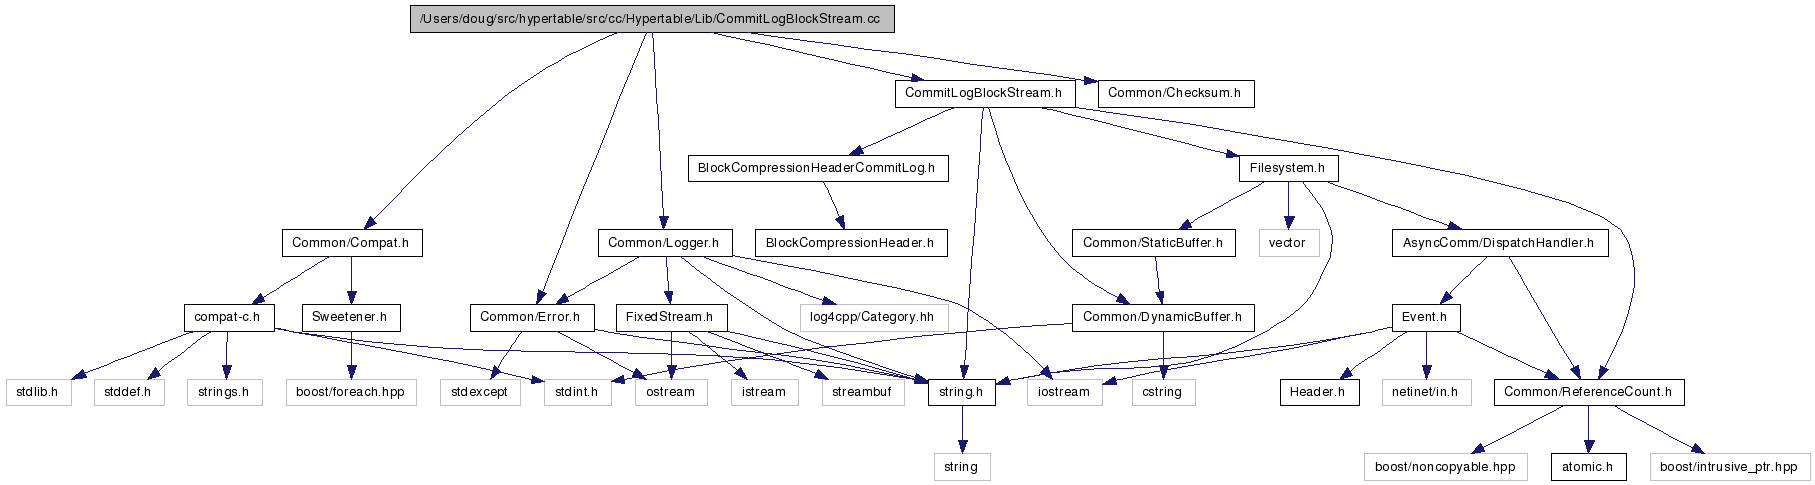 /Users/doug/src/hypertable/src/cc/Hypertable/Lib/CommitLogBlockStream.cc
CommitLogBlockStream.h
Common/Checksum.h
BlockCompressionHeaderCommitLog.h
Filesystem.h
Common/Compat.h
Common/Logger.h
BlockCompressionHeader.h
Common/StaticBuffer.h
vector
AsyncComm/DispatchHandler.h
compat-c.h
Sweetener.h
Common/Error.h
FixedStream.h
log4cpp/Category.hh
Common/DynamicBuffer.h
Event.h
stdlib.h
stddef.h
strings.h
boost/foreach.hpp
stdexcept
stdint.h
ostream
istream
streambuf
string.h
iostream
cstring
Header.h
netinet/in.h
Common/ReferenceCount.h
string
boost/noncopyable.hpp
atomic.h
boost/intrusive_ptr.hpp